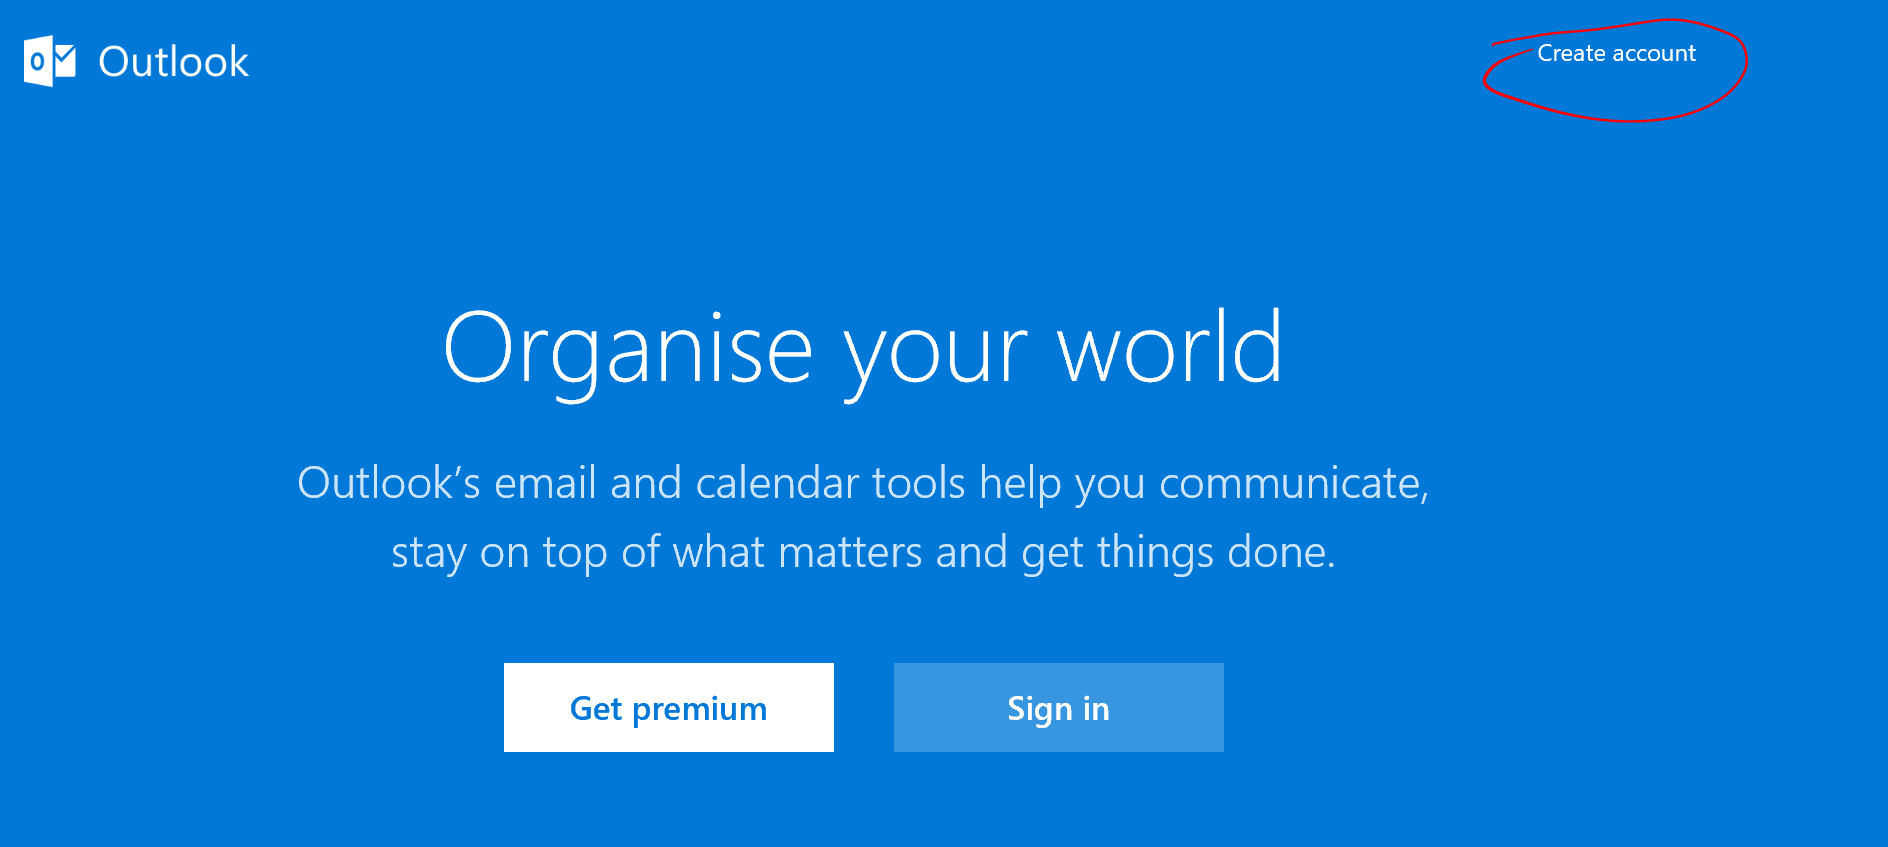 Outlook
Create account
Organise your world
Outlook’s email and calendar tools help you communicate,
stay on top of what matters and get things done.
Get premium
Sign in